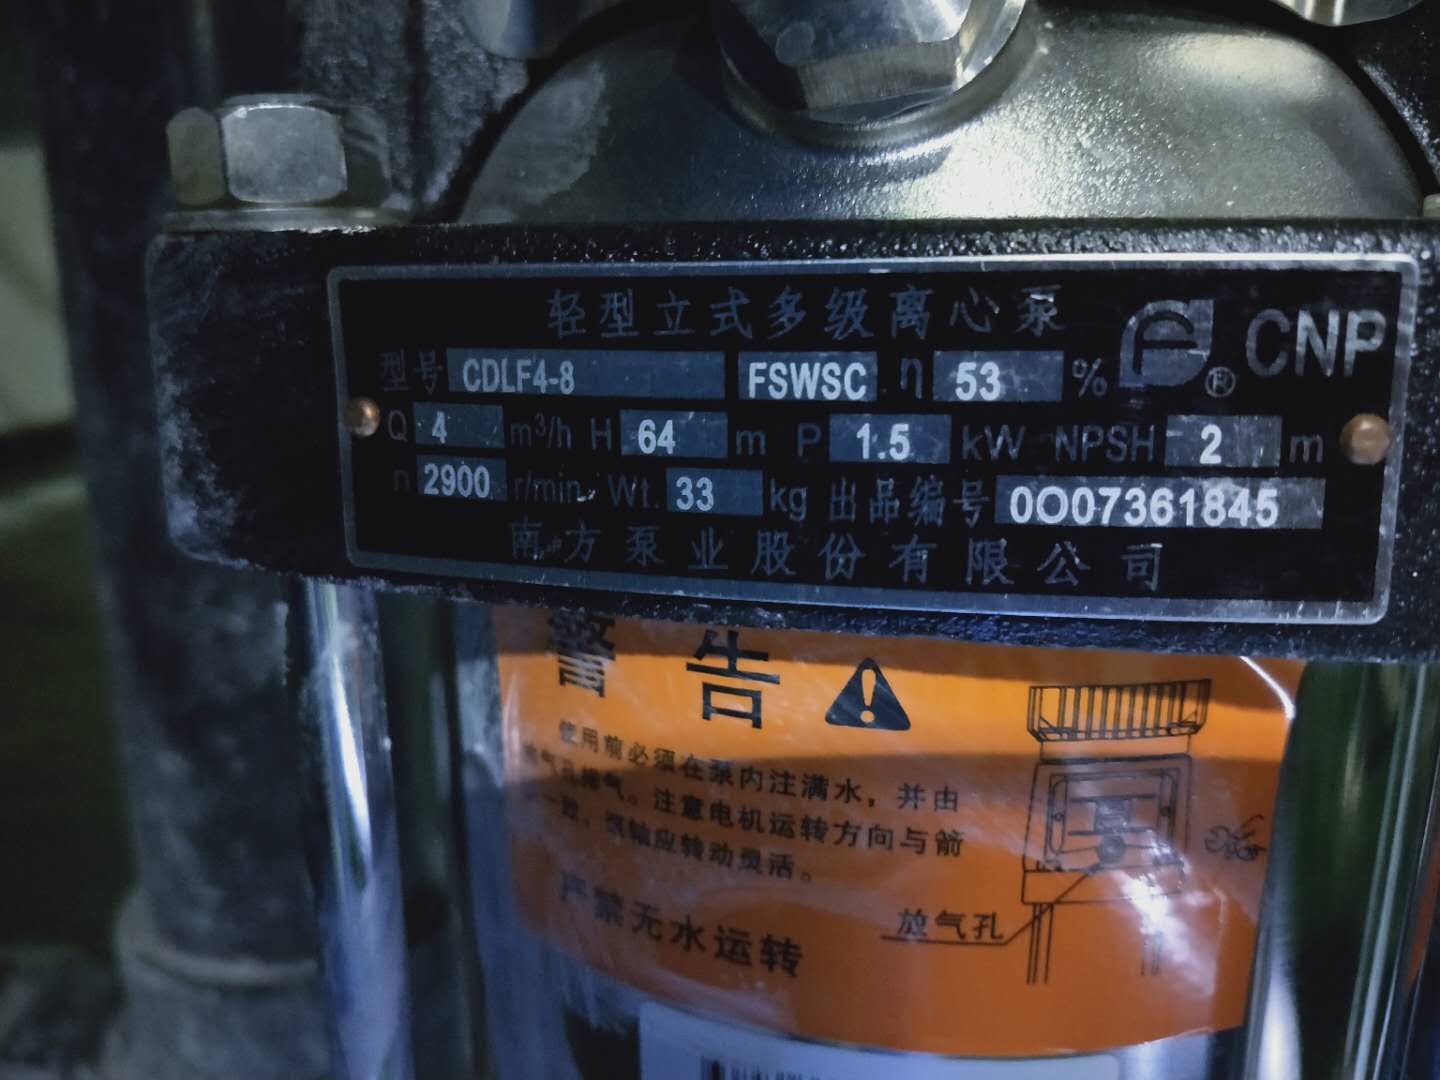 轻型立式多级离心泵
CNP
型号 CDLF4-8 FSWSC η 53 %
Q 4 m³/h H 64 m P 1.5 kW NPSH 2 m
n 2900 r/min Wt. 33 kg 出品编号 0O07361845
南方泵业股份有限公司
警告
使用前必须在泵内注满水，并由
气孔排气。注意电机运转方向与箭
一致，泵轴应转动灵活。
严禁无水运转
放气孔